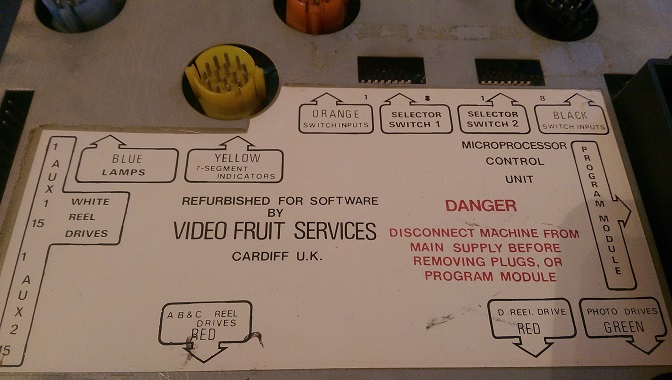 1
8
1
8
ORANGE
SWITCH INPUTS
SELECTOR
SWITCH 1
SELECTOR
SWITCH 2
BLACK
SWITCH INPUTS
BLUE
LAMPS
YELLOW
7-SEGMENT
INDICATORS
MICROPROCESSOR
CONTROL
UNIT
PROGRAM MODULE
1 AUX 1 15
WHITE
REEL
DRIVES
1 AUX 2 15
REFURBISHED FOR SOFTWARE
BY
VIDEO FRUIT SERVICES
CARDIFF U.K.
DANGER
DISCONNECT MACHINE FROM
MAIN SUPPLY BEFORE
REMOVING PLUGS, OR
PROGRAM MODULE
A B & C REEL
DRIVES
RED
D REEL DRIVE
RED
PHOTO DRIVES
GREEN